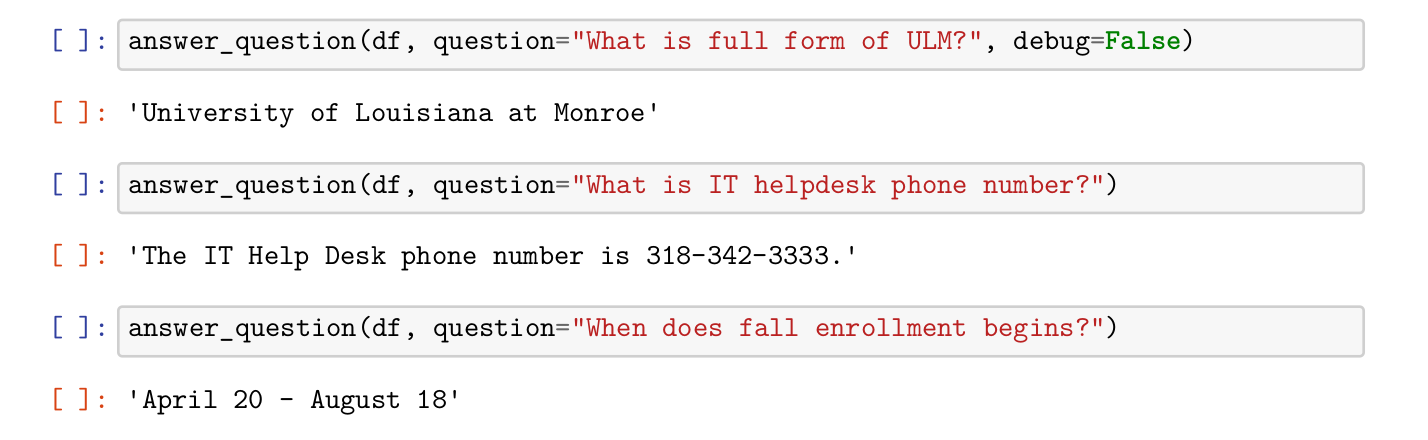 [ ]: answer_question(df, question="What is full form of ULM?", debug=False)
[ ]: 'University of Louisiana at Monroe'
[ ]: answer_question(df, question="What is IT helpdesk phone number?")
[ ]: 'The IT Help Desk phone number is 318-342-3333.'
[ ]: answer_question(df, question="When does fall enrollment begins?")
[ ]: 'April 20 - August 18'